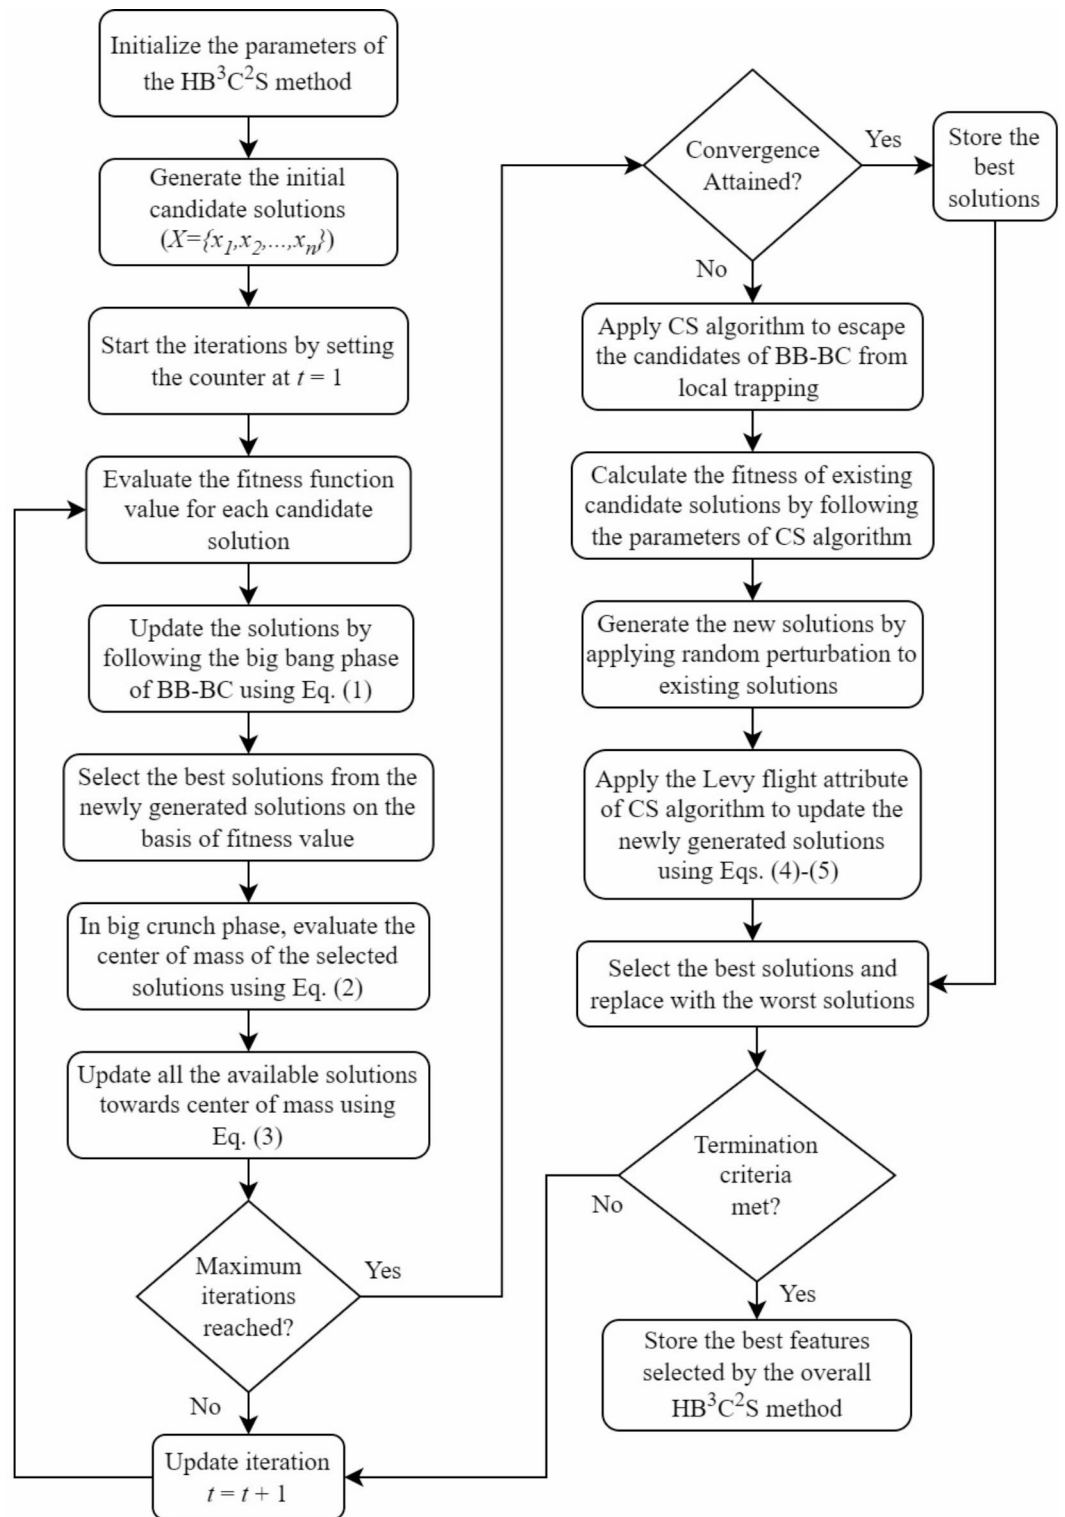 Initialize the parameters of
the HB³C²S method
Generate the initial
candidate solutions
(X={x₁,x₂,...,xₙ})
Start the iterations by setting
the counter at t = 1
Evaluate the fitness function
value for each candidate
solution
Update the solutions by
following the big bang phase
of BB-BC using Eq. (1)
Select the best solutions from the
newly generated solutions on the
basis of fitness value
In big crunch phase, evaluate the
center of mass of the selected
solutions using Eq. (2)
Update all the available solutions
towards center of mass using
Eq. (3)
Maximum
iterations
reached?
Yes
No
Update iteration
t = t + 1
Convergence
Attained?
Yes
Store the
best
solutions
No
Apply CS algorithm to escape
the candidates of BB-BC from
local trapping
Calculate the fitness of existing
candidate solutions by following
the parameters of CS algorithm
Generate the new solutions by
applying random perturbation to
existing solutions
Apply the Levy flight attribute
of CS algorithm to update the
newly generated solutions
using Eqs. (4)-(5)
Select the best solutions and
replace with the worst solutions
Termination
criteria
met?
No
Yes
Store the best features
selected by the overall
HB³C²S method